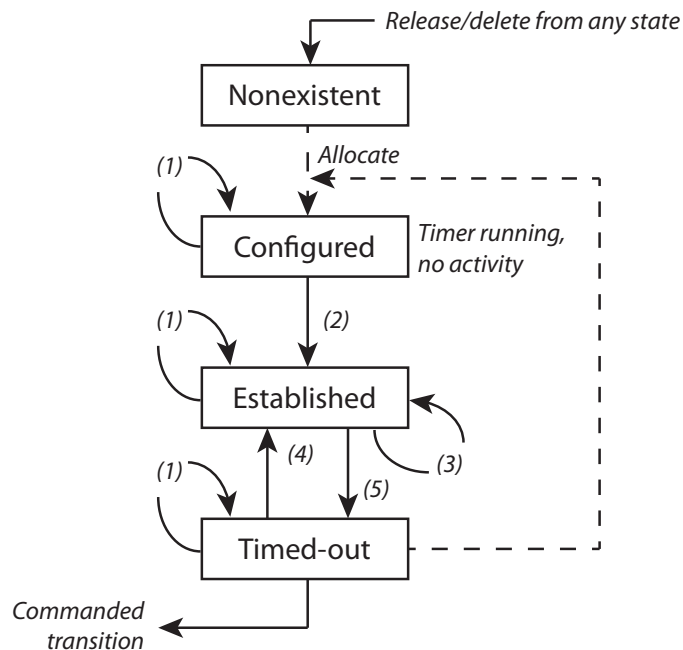 Release/delete from any state
Nonexistent
Allocate
(1)
Configured
Timer running,
no activity
(2)
(1)
Established
(3)
(4)
(5)
(1)
Timed-out
Commanded
transition